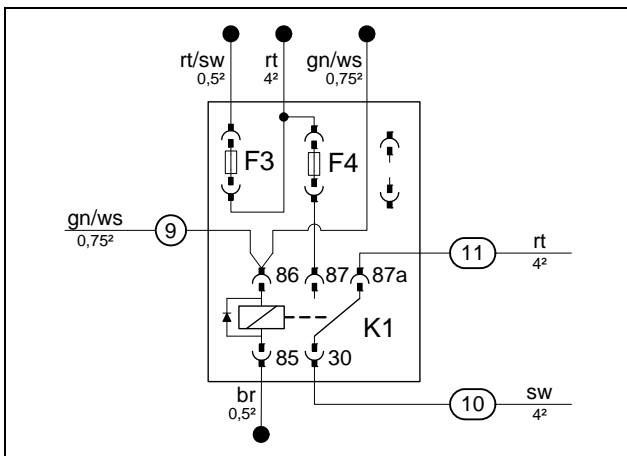 rt/sw rt gn/ws
0,5² 4² 0,75²
F3 F4
gn/ws 9
0,75²
11 rt
4²
86 87 87a
K1
85 30
br
0,5²
10 sw
4²